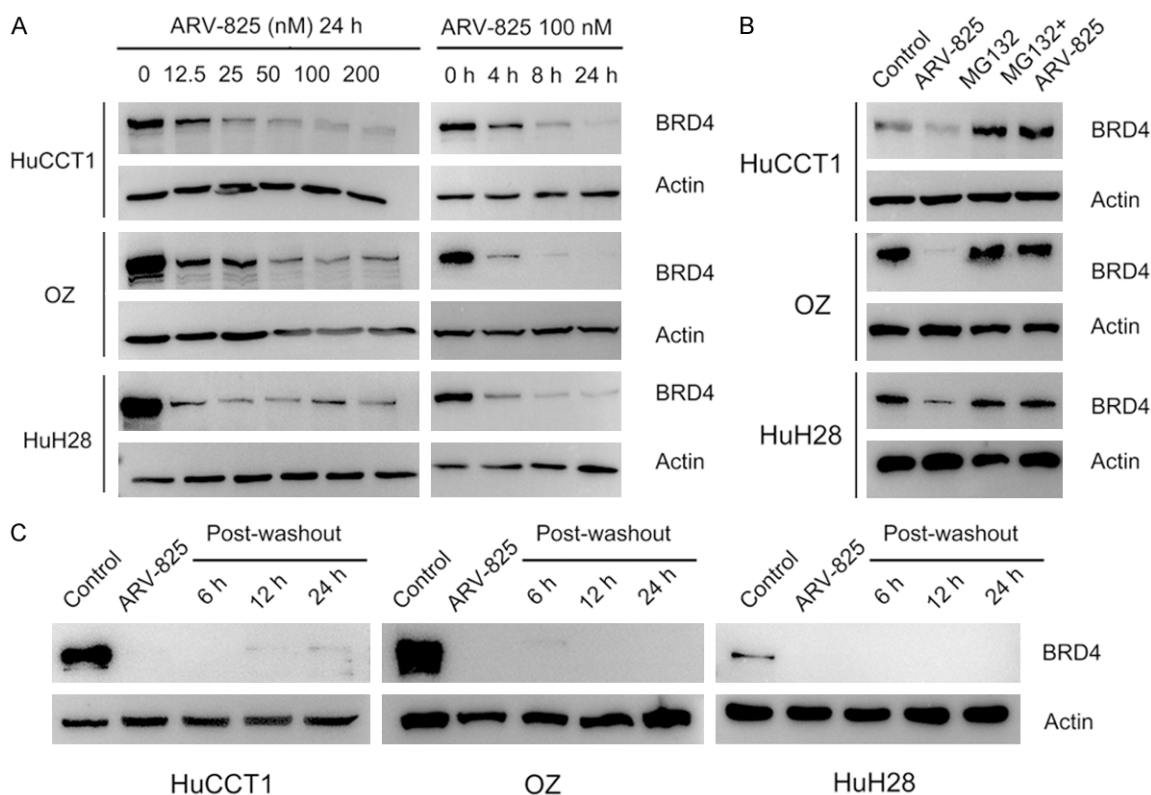 A
ARV-825 (nM) 24 h
ARV-825 100 nM
0 12.5 25 50 100 200
0 h 4 h 8 h 24 h
HuCCT1
BRD4
Actin
OZ
BRD4
Actin
HuH28
BRD4
Actin
B
Control
ARV-825
MG132
MG132+
ARV-825
HuCCT1
BRD4
Actin
OZ
BRD4
Actin
HuH28
BRD4
Actin
C
Control
ARV-825
Post-washout
6 h
12 h
24 h
Control
ARV-825
Post-washout
6 h
12 h
24 h
Control
ARV-825
Post-washout
6 h
12 h
24 h
BRD4
Actin
HuCCT1
OZ
HuH28